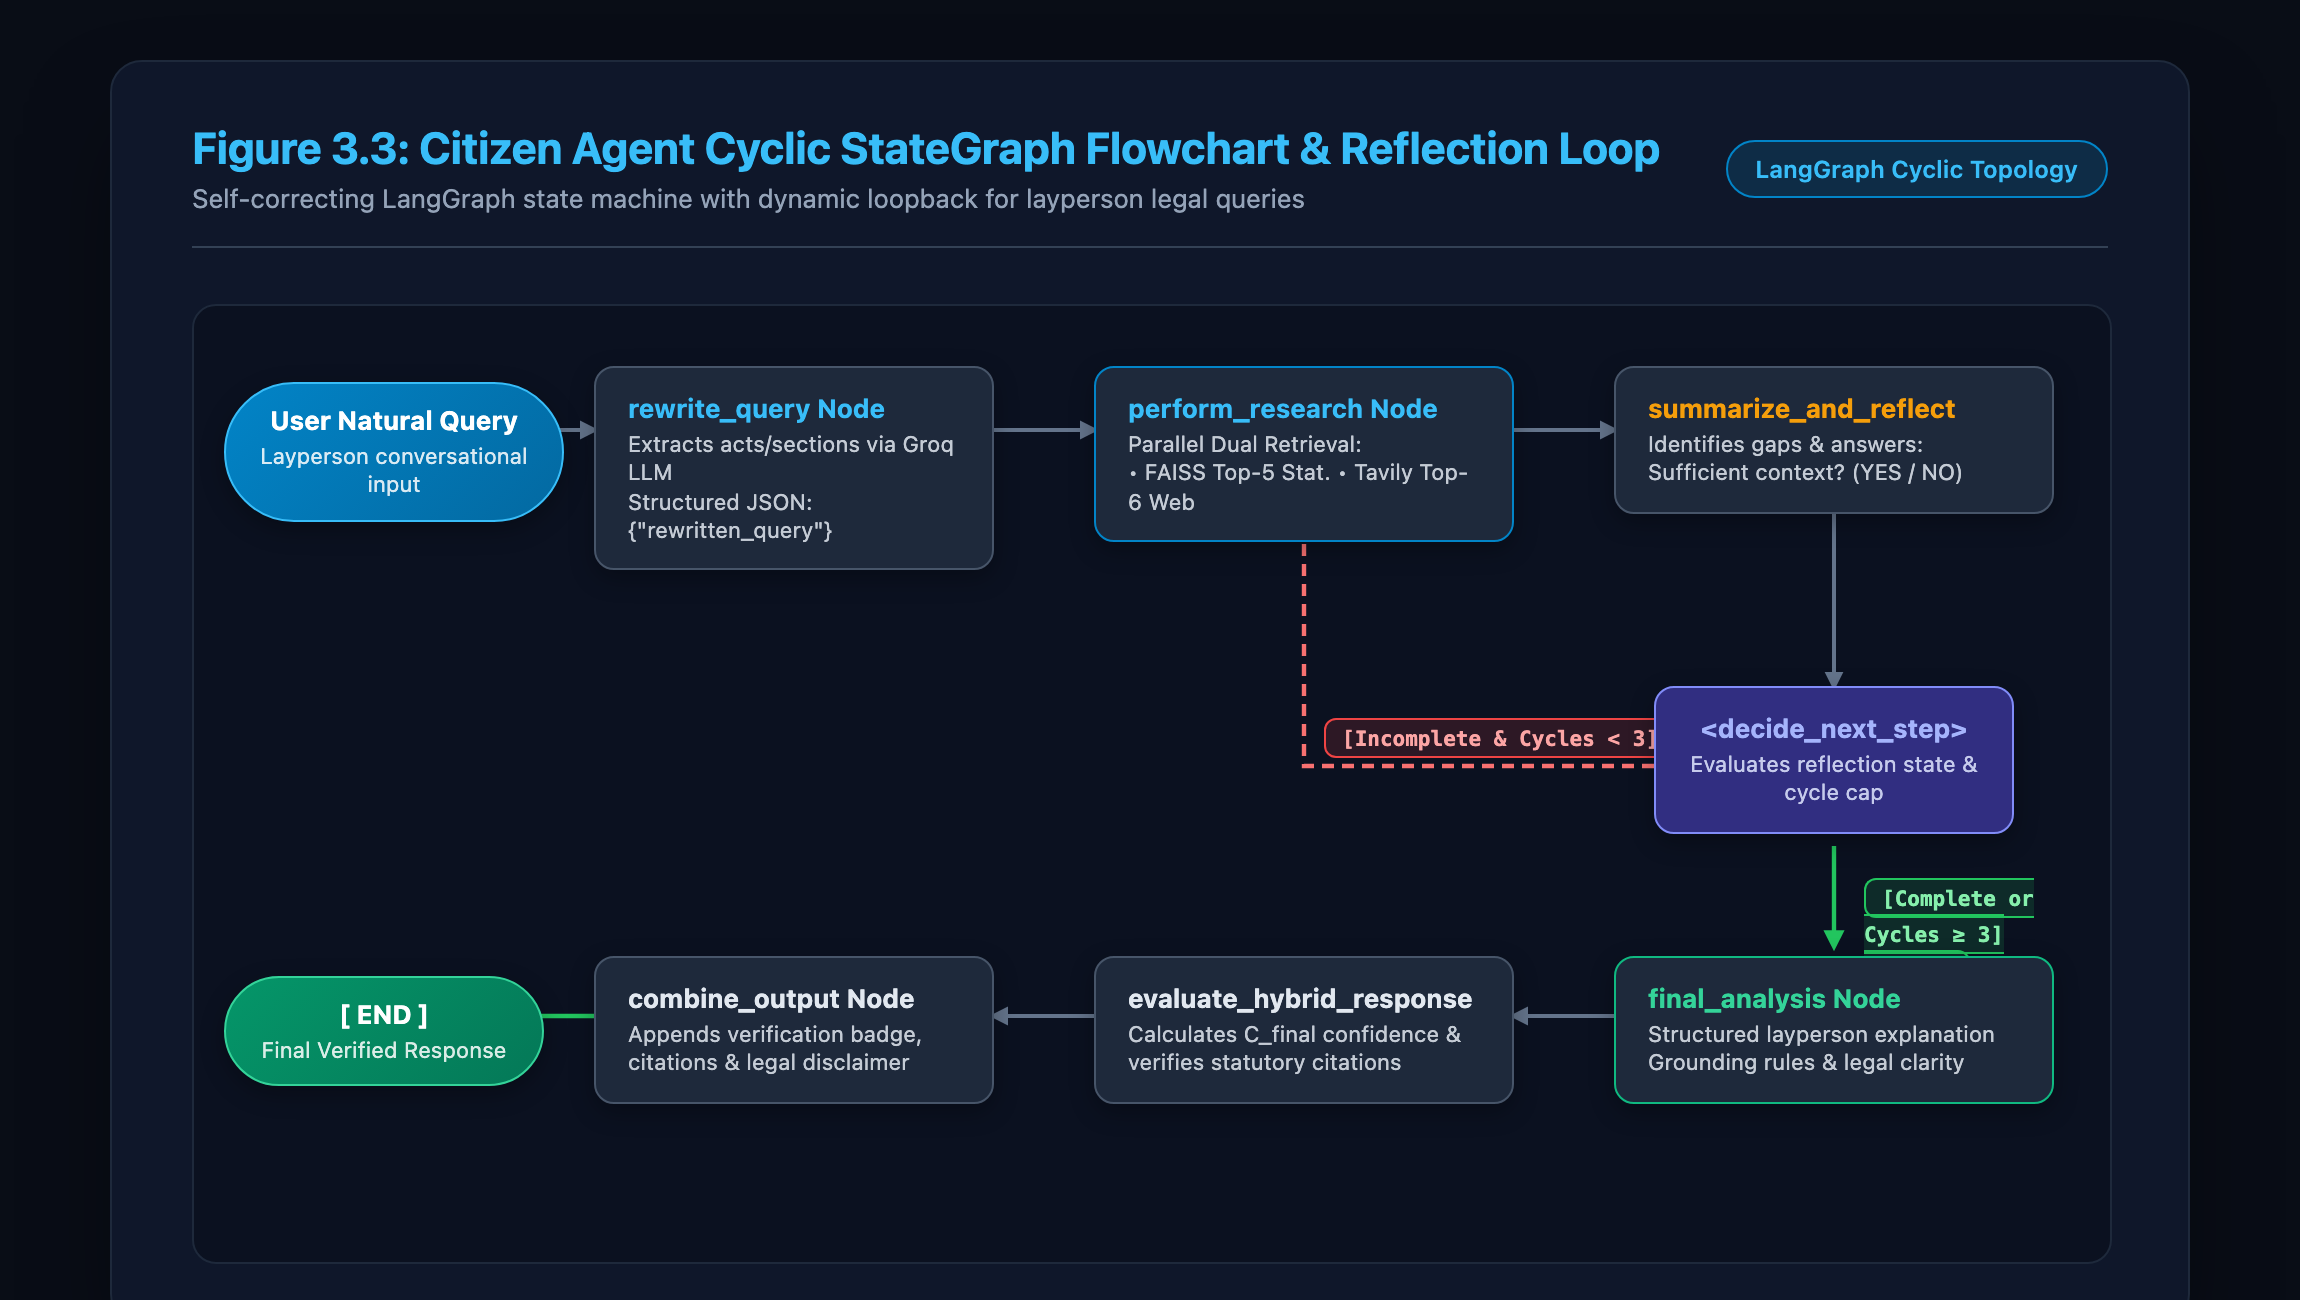 Figure 3.3: Citizen Agent Cyclic StateGraph Flowchart & Reflection Loop
Self-correcting LangGraph state machine with dynamic loopback for layperson legal queries
LangGraph Cyclic Topology
User Natural Query
Layperson conversational
input
rewrite_query Node
Extracts acts/sections via Groq
LLM
Structured JSON:
{"rewritten_query"}
perform_research Node
Parallel Dual Retrieval:
• FAISS Top-5 Stat. • Tavily Top-
6 Web
summarize_and_reflect
Identifies gaps & answers:
Sufficient context? (YES / NO)
[Incomplete & Cycles < 3]
<decide_next_step>
Evaluates reflection state &
cycle cap
[Complete or
Cycles ≥ 3]
[ END ]
Final Verified Response
combine_output Node
Appends verification badge,
citations & legal disclaimer
evaluate_hybrid_response
Calculates C_final confidence &
verifies statutory citations
final_analysis Node
Structured layperson explanation
Grounding rules & legal clarity